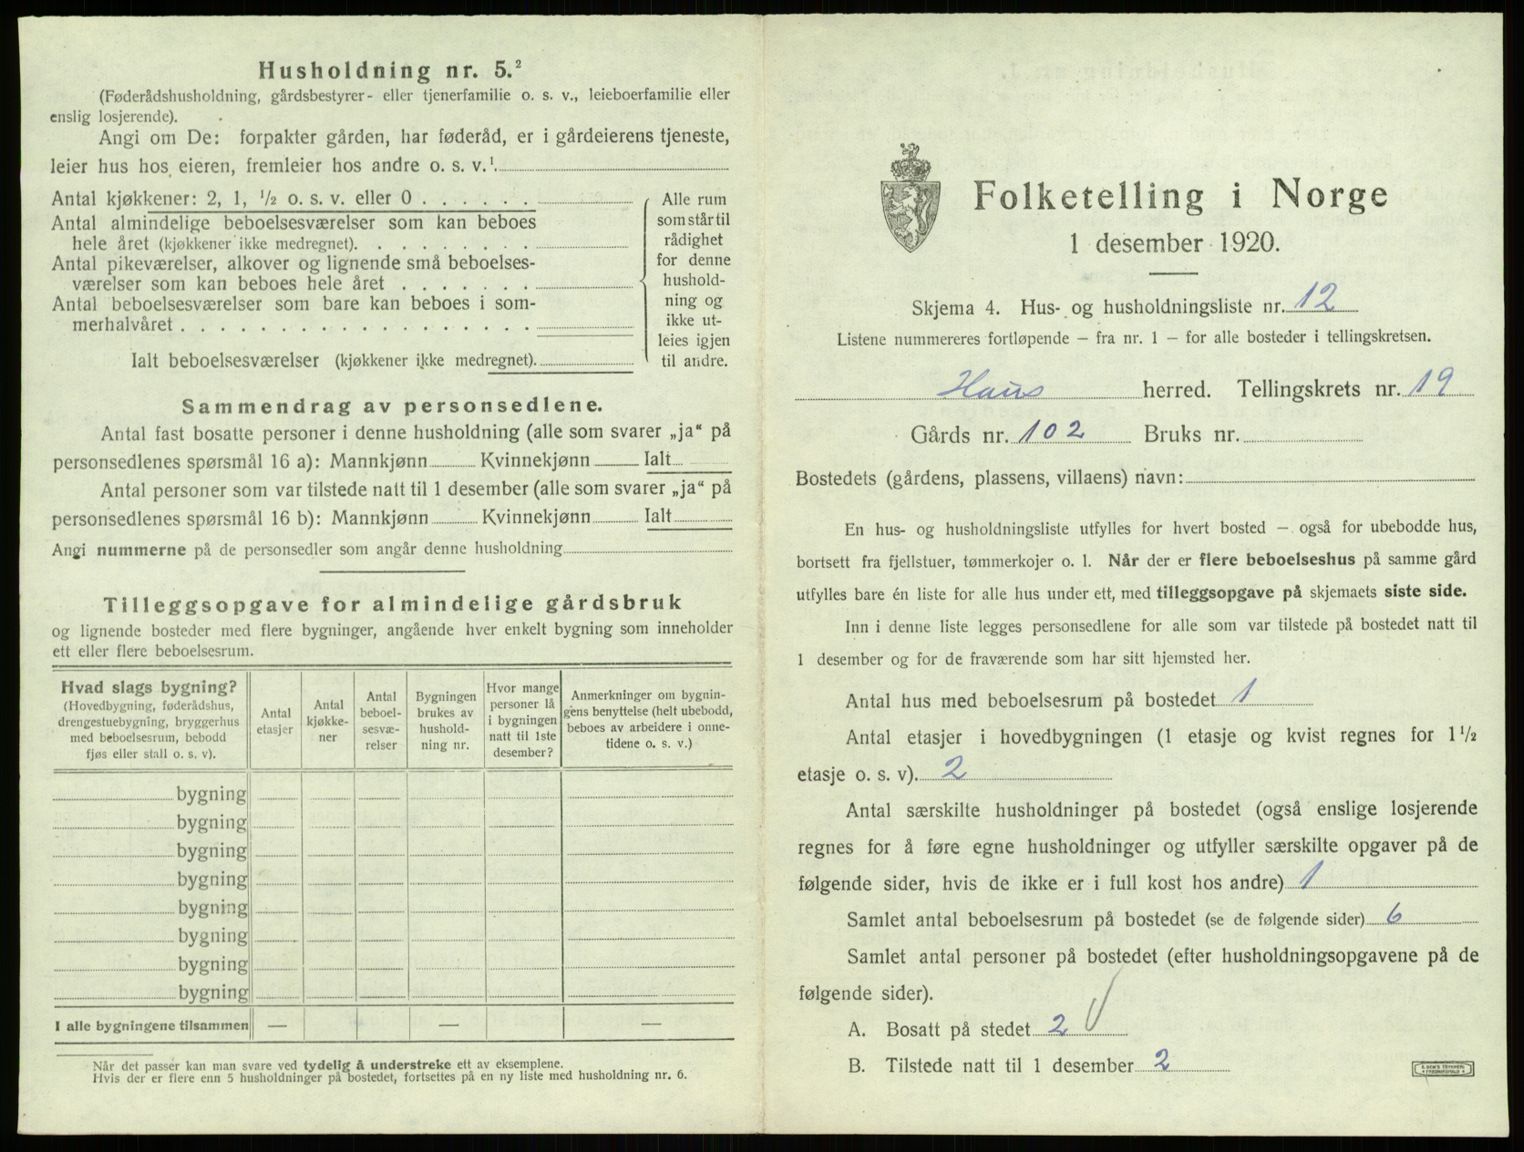 Husholdning nr. 5.²
(Føderådshusholdning, gårdsbestyrer- eller tjenerfamilie o. s. v., leieboerfamilie eller
enslig losjerende).
Angi om De: forpakter gården, har føderåd, er i gårdeierens tjeneste,
leier hus hos eieren, fremleier hos andre o. s. v.¹
Antal kjøkkener: 2, 1, ½ o. s. v. eller 0
Antal almindelige beboelsesværelser som kan beboes
hele året (kjøkkener ikke medregnet).
Antal pikeværelser, alkover og lignende små beboelses-
værelser som kan beboes hele året
Antal beboelsesværelser som bare kan beboes i som-
merhalvåret
Ialt beboelsesværelser (kjøkkener ikke medregnet).
Alle rum
som står til
rådighet
for denne
hushold-
ning og
ikke ut-
leies igjen
til andre.
Sammendrag av personsedlene.
Antal fast bosatte personer i denne husholdning (alle som svarer „ja“ på
personsedlenes spørsmål 16 a): Mannkjønn Kvinnekjønn Ialt
Antal personer som var tilstede natt til 1 desember (alle som svarer „ja“ på
personsedlenes spørsmål 16 b): Mannkjønn Kvinnekjønn Ialt
Angi nummerne på de personsedler som angår denne husholdning
Tilleggsopgave for almindelige gårdsbruk
og lignende bosteder med flere bygninger, angående hver enkelt bygning som inneholder
ett eller flere beboelsesrum.
Hvad slags bygning?
(Hovedbygning, føderådshus,
drengestuebygning, bryggerhus
med beboelsesrum, bebodd
fjøs eller stall o. s. v).
Antal
etasjer
Antal
kjøkke-
ner
Antal
beboel-
sesvæ-
relser
Bygningen
brukes av
hushold-
ning nr.
Hvor mange
personer lå
i bygningen
natt til 1ste
desember?
Anmerkninger om bygnin-
gens benyttelse (helt ubebodd,
beboes av arbeidere i onne-
tidene o. s. v.)
bygning
bygning
bygning
bygning
bygning
bygning
bygning
bygning
I alle bygningene tilsammen — — —
Når det passer kan man svare ved tydelig å understreke ett av eksemplene.
Hvis der er flere enn 5 husholdninger på bostedet, fortsettes på en ny liste med husholdning nr. 6.
Folketelling i Norge
1 desember 1920.
Skjema 4. Hus- og husholdningsliste nr. 12
Listene nummereres fortløpende – fra nr. 1 – for alle bosteder i tellingskretsen.
Haus herred. Tellingskrets nr. 19
Gårds nr. 102 Bruks nr.
Bostedets (gårdens, plassens, villaens) navn:
En hus- og husholdningsliste utfylles for hvert bosted – også for ubebodde hus,
bortsett fra fjellstuer, tømmerkojer o. l. Når der er flere beboelseshus på samme gård
utfylles bare én liste for alle hus under ett, med tilleggsopgave på skjemaets siste side.
Inn i denne liste legges personsedlene for alle som var tilstede på bostedet natt til
1 desember og for de fraværende som har sitt hjemsted her.
Antal hus med beboelsesrum på bostedet 1
Antal etasjer i hovedbygningen (1 etasje og kvist regnes for 1½
etasje o. s. v). 2
Antal særskilte husholdninger på bostedet (også enslige losjerende
regnes for å føre egne husholdninger og utfyller særskilte opgaver på de
følgende sider, hvis de ikke er i full kost hos andre) 1
Samlet antal beboelsesrum på bostedet (se de følgende sider) 6
Samlet antal personer på bostedet (efter husholdningsopgavene på de
følgende sider).
A. Bosatt på stedet 2
B. Tilstede natt til 1 desember 2